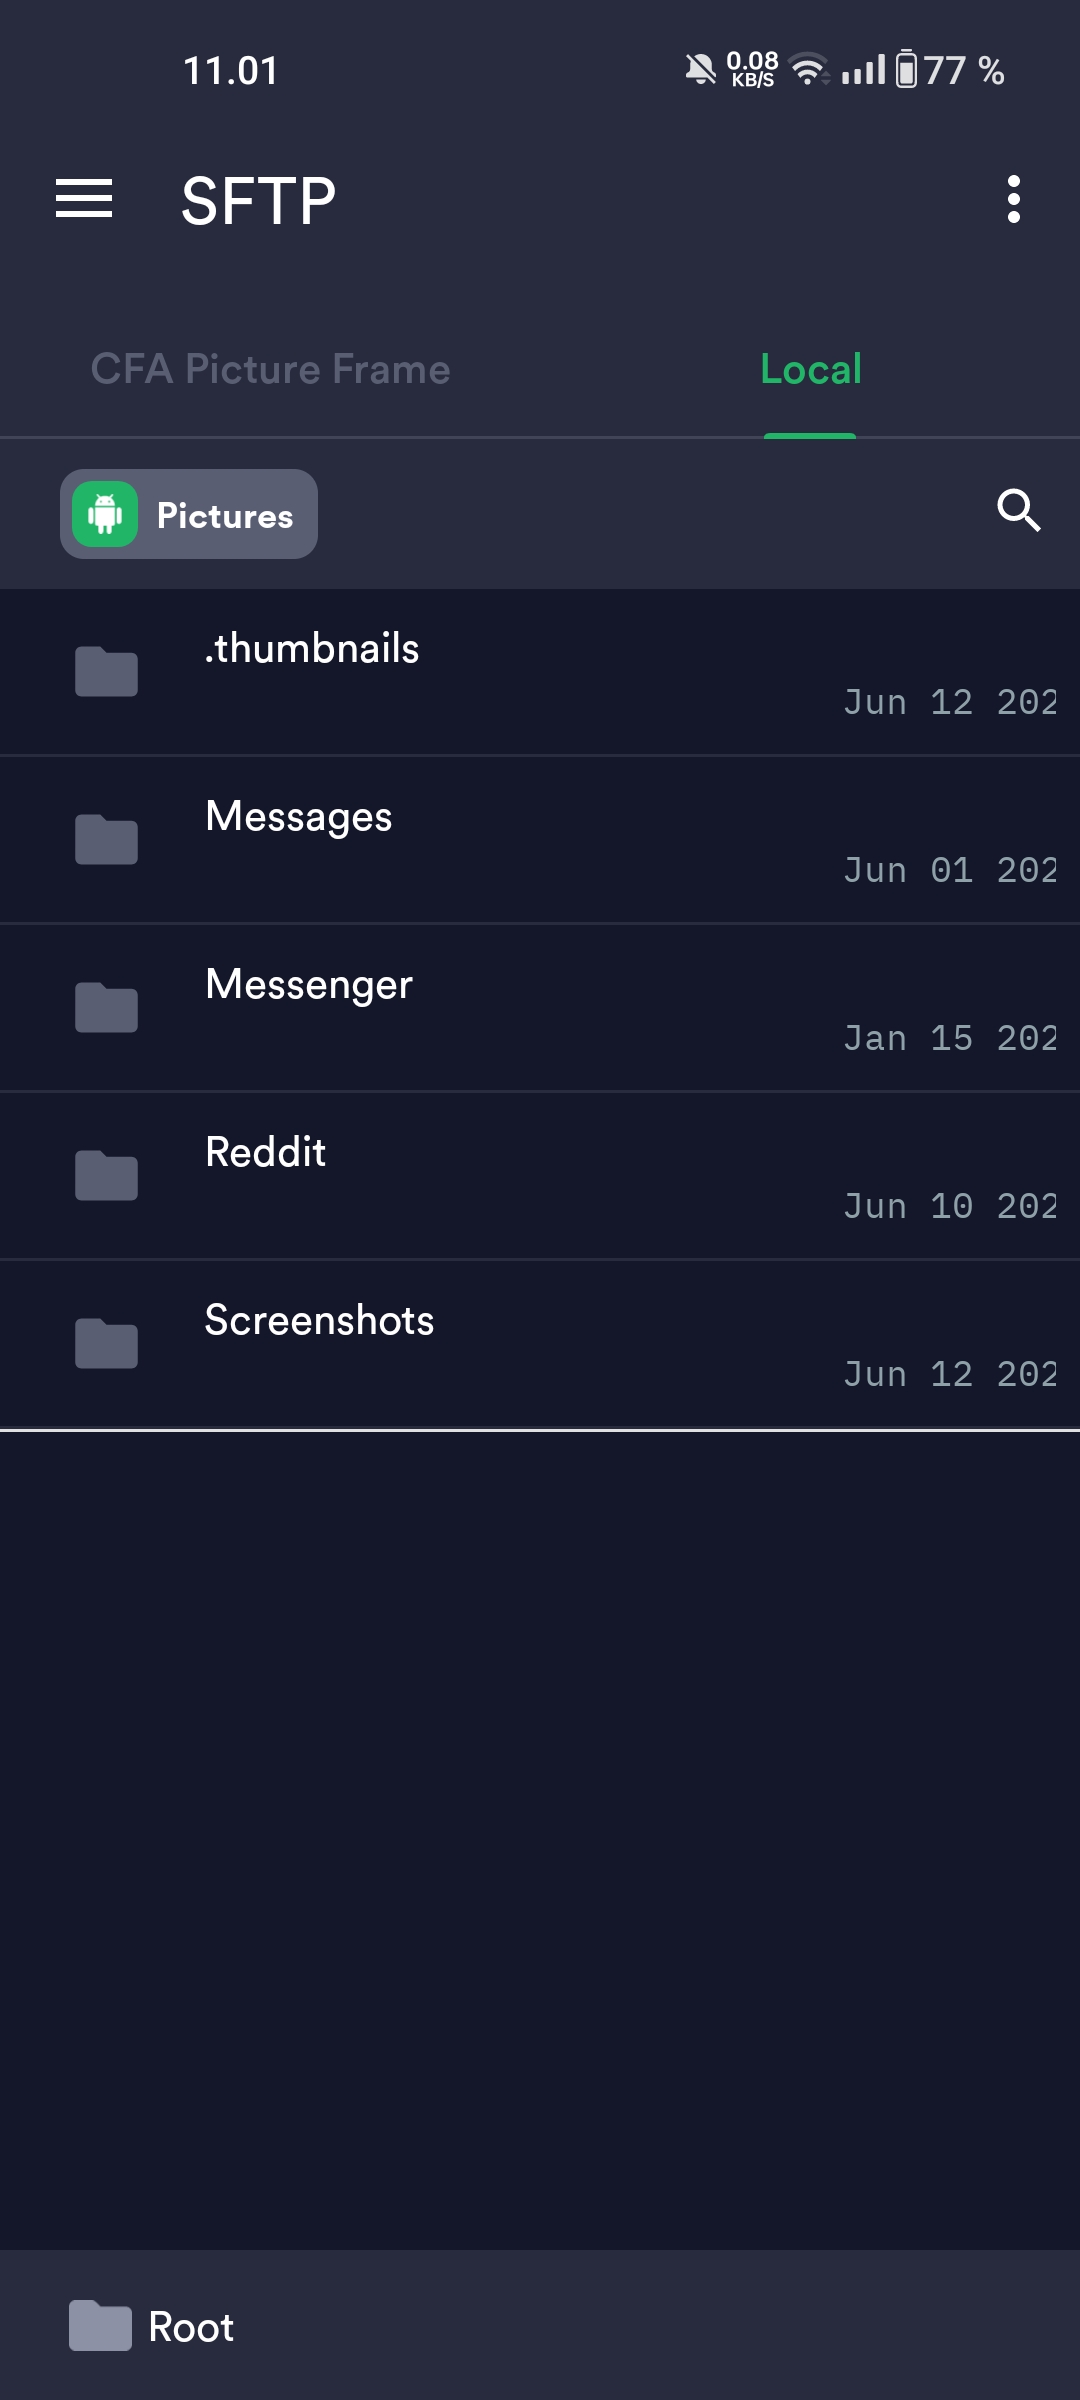 11.01 0.08 KB/S 77 %
SFTP
CFA Picture Frame Local
Pictures
.thumbnails
Jun 12 202
Messages
Jun 01 202
Messenger
Jan 15 202
Reddit
Jun 10 202
Screenshots
Jun 12 202
Root